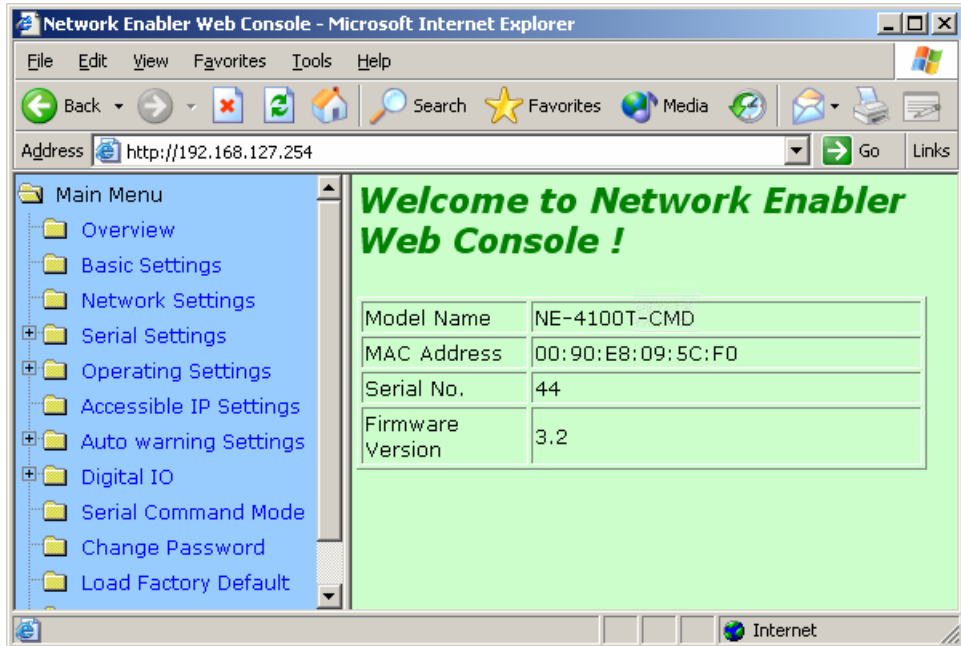 Network Enabler Web Console - Microsoft Internet Explorer
File Edit View Favorites Tools Help
Back Search Favorites Media
Address http://192.168.127.254 Go Links
Main Menu
Overview
Basic Settings
Network Settings
Serial Settings
Operating Settings
Accessible IP Settings
Auto warning Settings
Digital IO
Serial Command Mode
Change Password
Load Factory Default
Welcome to Network Enabler
Web Console !
Model Name NE-4100T-CMD
MAC Address 00:90:E8:09:5C:F0
Serial No. 44
Firmware
Version 3.2
Internet